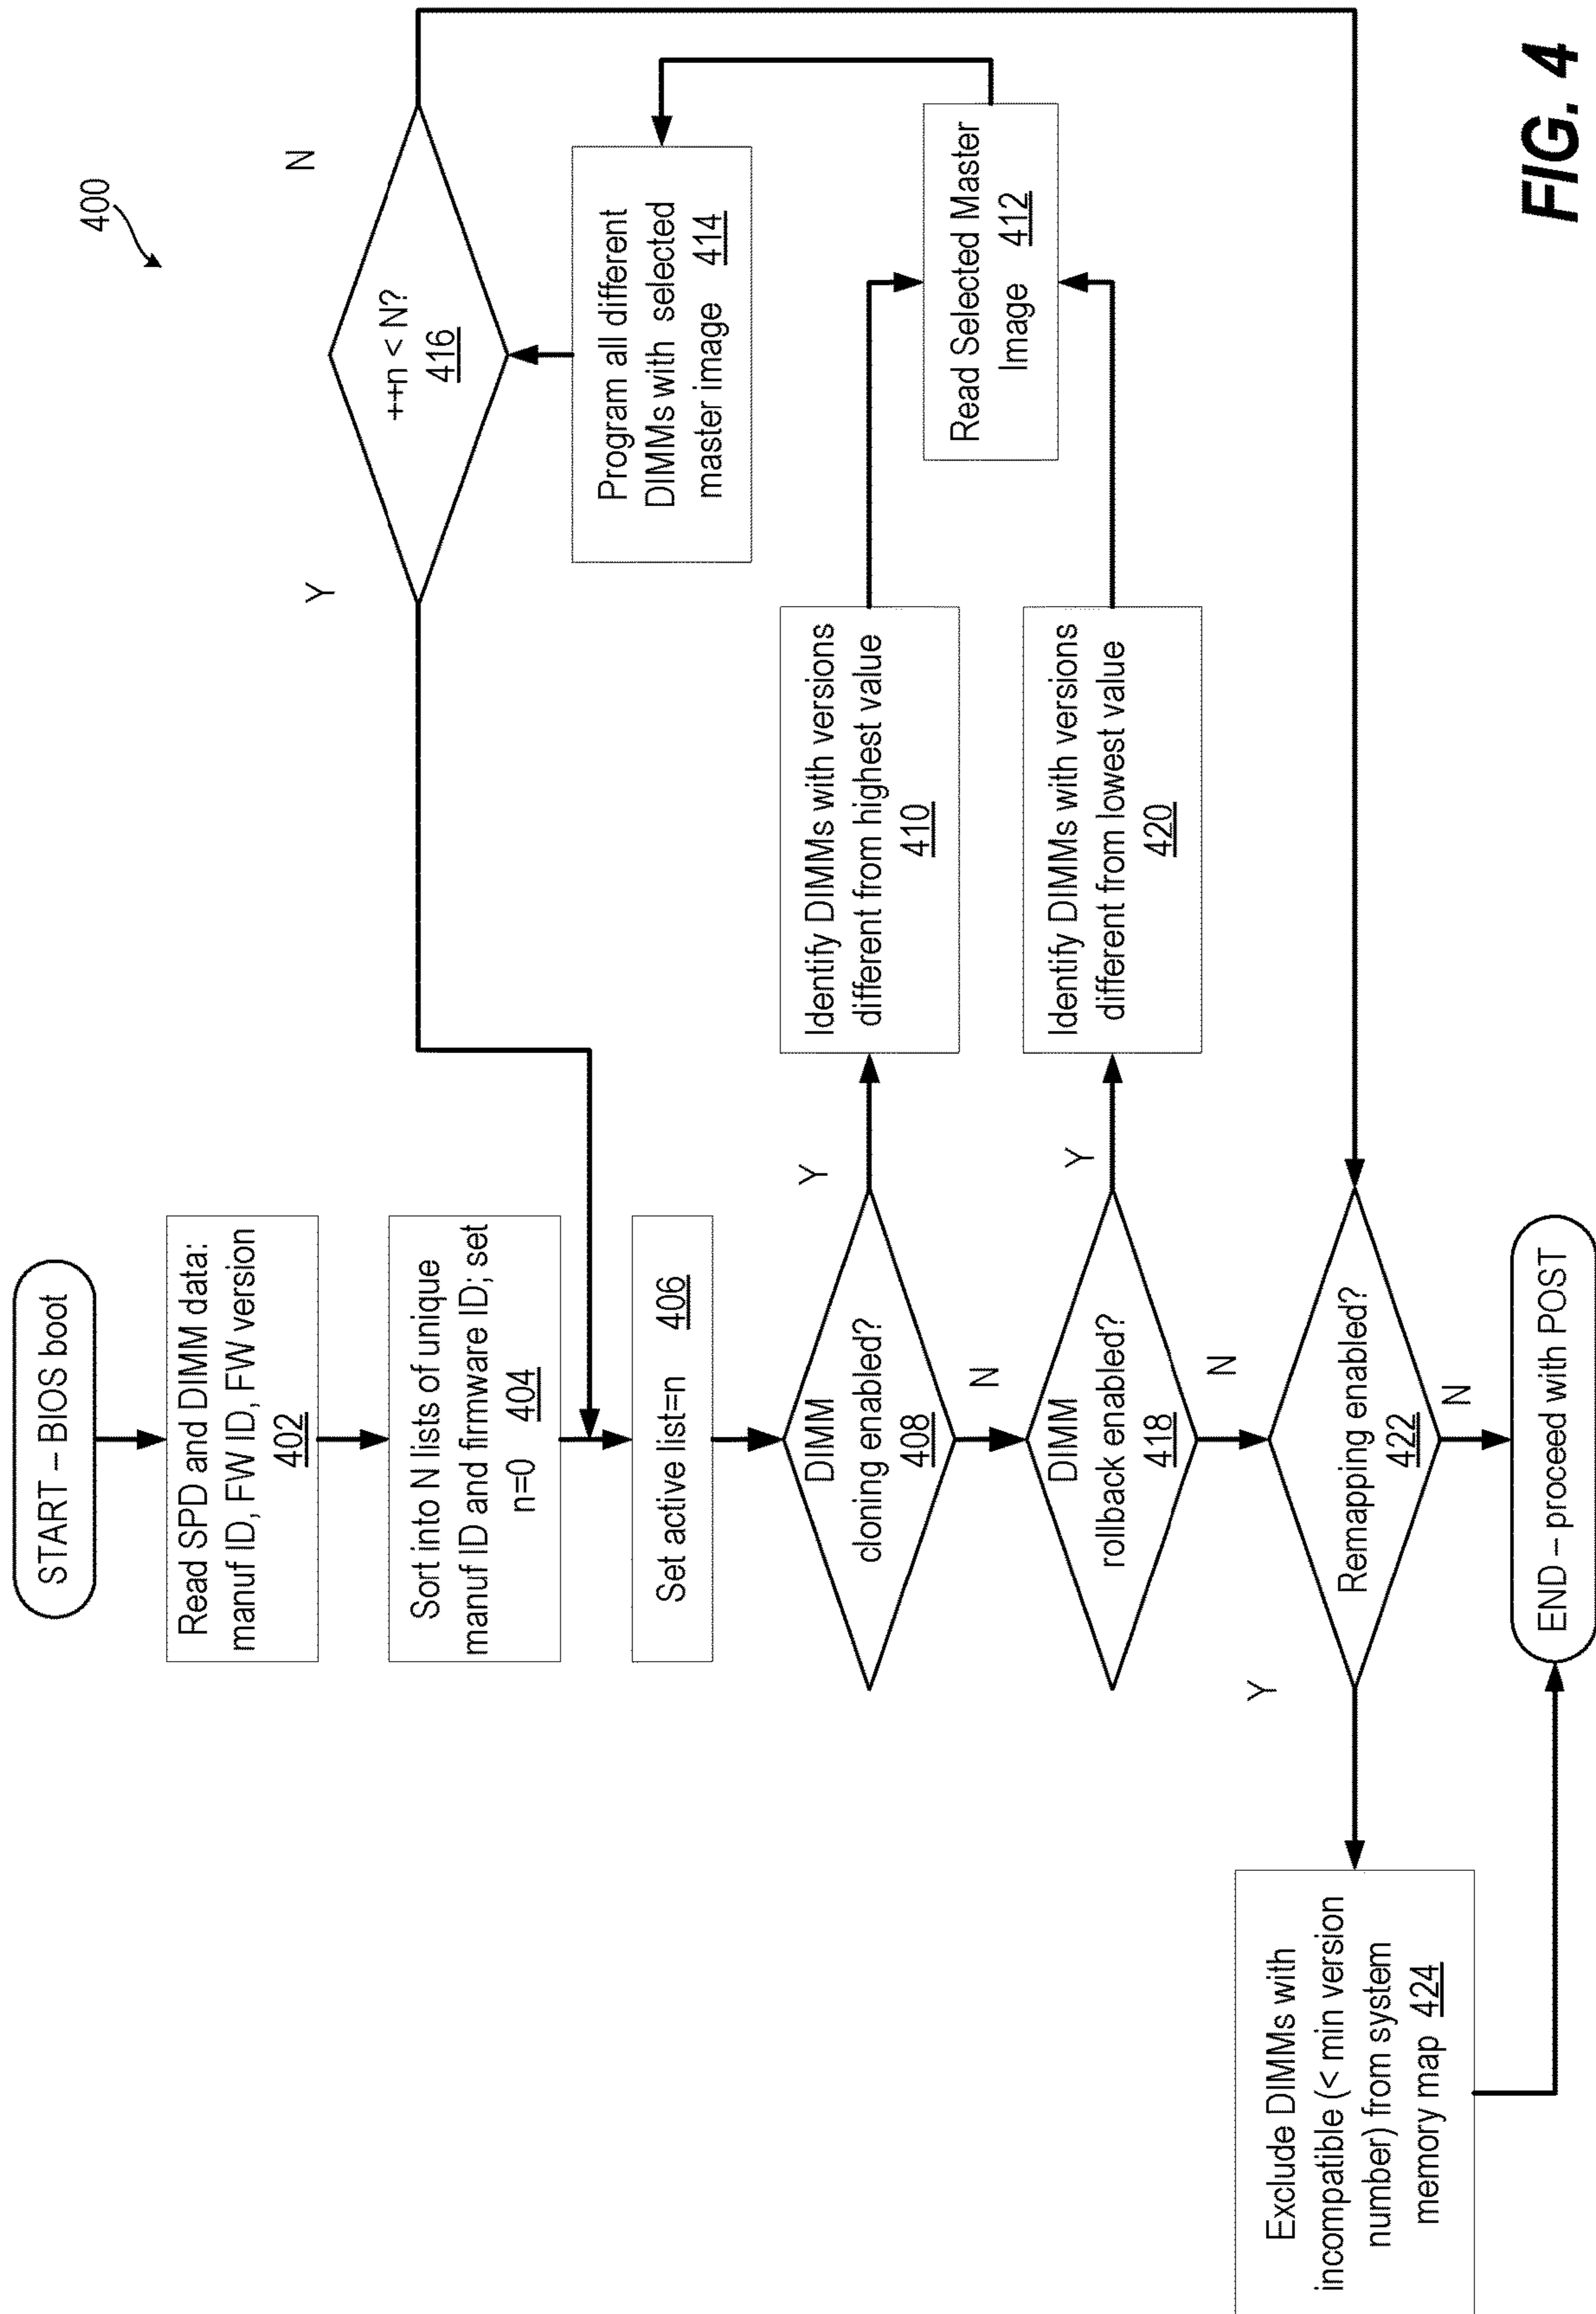 400
START – BIOS boot
Read SPD and DIMM data:
manuf ID, FW ID, FW version
402
Sort into N lists of unique
manuf ID and firmware ID; set
n=0 404
Set active list=n 406
DIMM
cloning enabled?
408
Y
N
Identify DIMMs with versions
different from highest value
410
DIMM
rollback enabled?
418
Y
N
Identify DIMMs with versions
different from lowest value
420
Read Selected Master
Image 412
Program all different
DIMMs with selected
master image 414
++n < N?
416
Y
N
Remapping enabled?
422
Y
N
Exclude DIMMs with
incompatible (< min version
number) from system
memory map 424
END – proceed with POST
FIG. 4